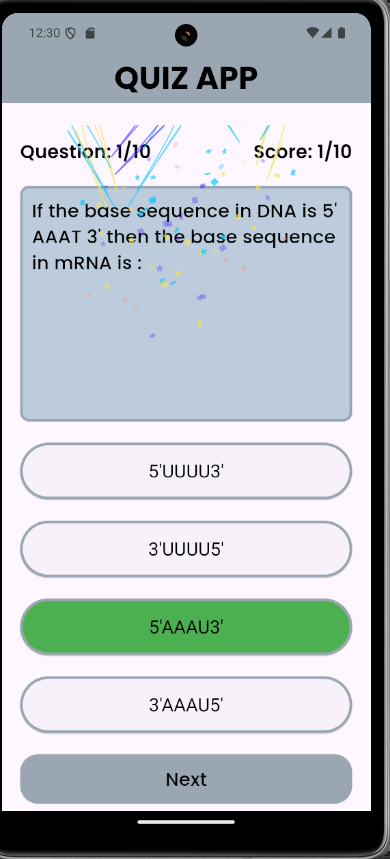 12:30
QUIZ APP
Question: 1/10 Score: 1/10
If the base sequence in DNA is 5'
AAAT 3' then the base sequence
in mRNA is :
5'UUUU3'
3'UUUU5'
5'AAAU3'
3'AAAU5'
Next